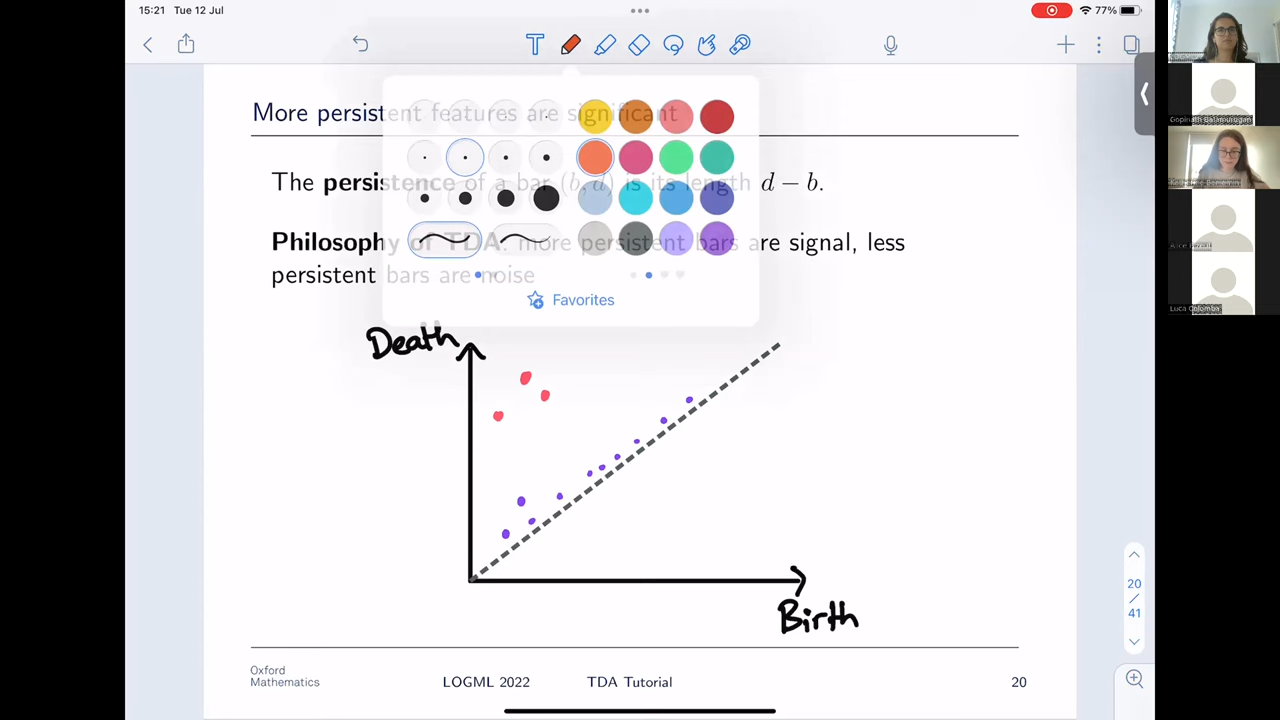 15:21 Tue 12 Jul
77%
More persistent features are significant
The persistence of a bar (b, d) is its length d − b.
Philosophy of TDA: more persistent bars are signal, less
persistent bars are noise
Favorites
Death
Birth
20
/
41
Oxford
Mathematics
LOGML 2022
TDA Tutorial
20
Luca